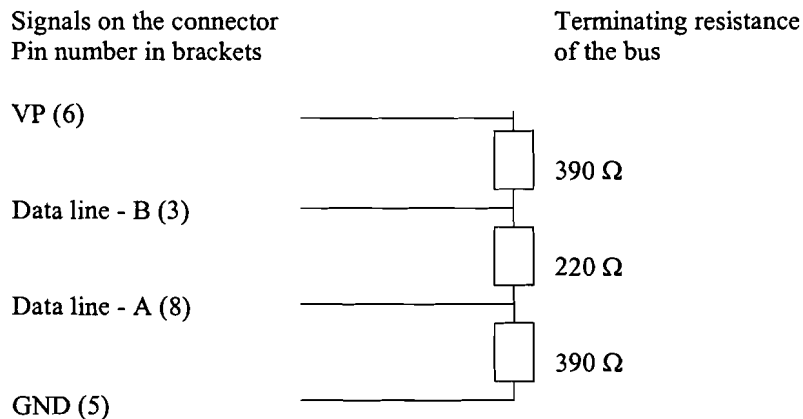 Signals on the connector
Pin number in brackets
Terminating resistance
of the bus
VP (6)
390 Ω
Data line - B (3)
220 Ω
Data line - A (8)
390 Ω
GND (5)